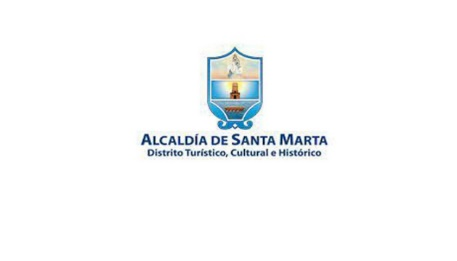 ALCALDÍA DE SANTA MARTA
Distrito Turístico, Cultural e Histórico